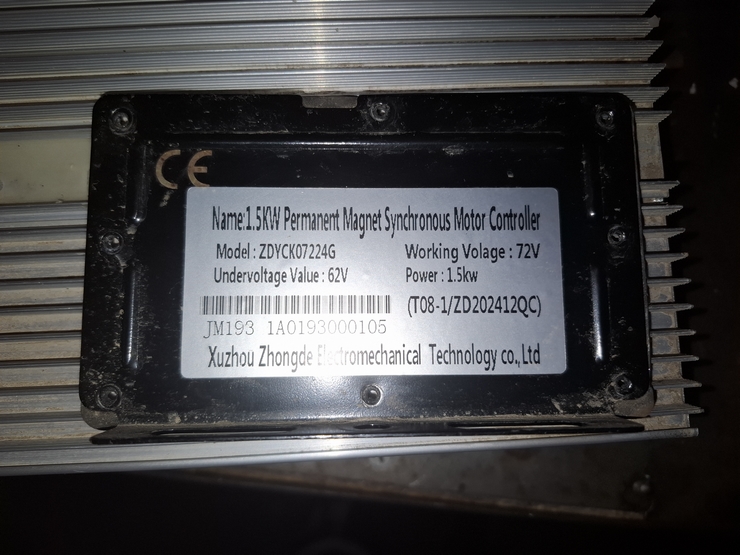 CE
Name:1.5KW Permanent Magnet Synchronous Motor Controller
Model : ZDYCK07224G Working Volage : 72V
Undervoltage Value : 62V Power : 1.5kw
(T08-1/ZD202412QC)
JM193 1A0193000105
Xuzhou Zhongde Electromechanical Technology co.,Ltd